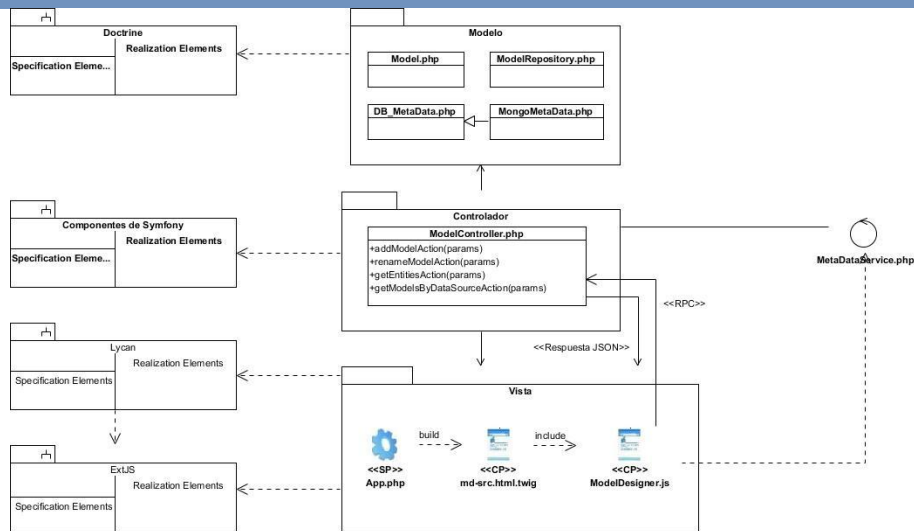 Doctrine
Realization Elements
Specification Eleme...
Modelo
Model.php
ModelRepository.php
DB_MetaData.php
MongoMetaData.php
Componentes de Symfony
Realization Elements
Specification Eleme...
Controlador
ModelController.php
+addModelAction(params)
+renameModelAction(params)
+getEntitiesAction(params)
+getModelsByDataSourceAction(params)
MetaDataService.php
<<RPC>>
<<Respuesta JSON>>
Lycan
Realization Elements
Specification Elements
Vista
build
include
<<SP>>
App.php
<<CP>>
md-src.html.twig
<<CP>>
ModelDesigner.js
ExtJS
Realization Elements
Specification Elements